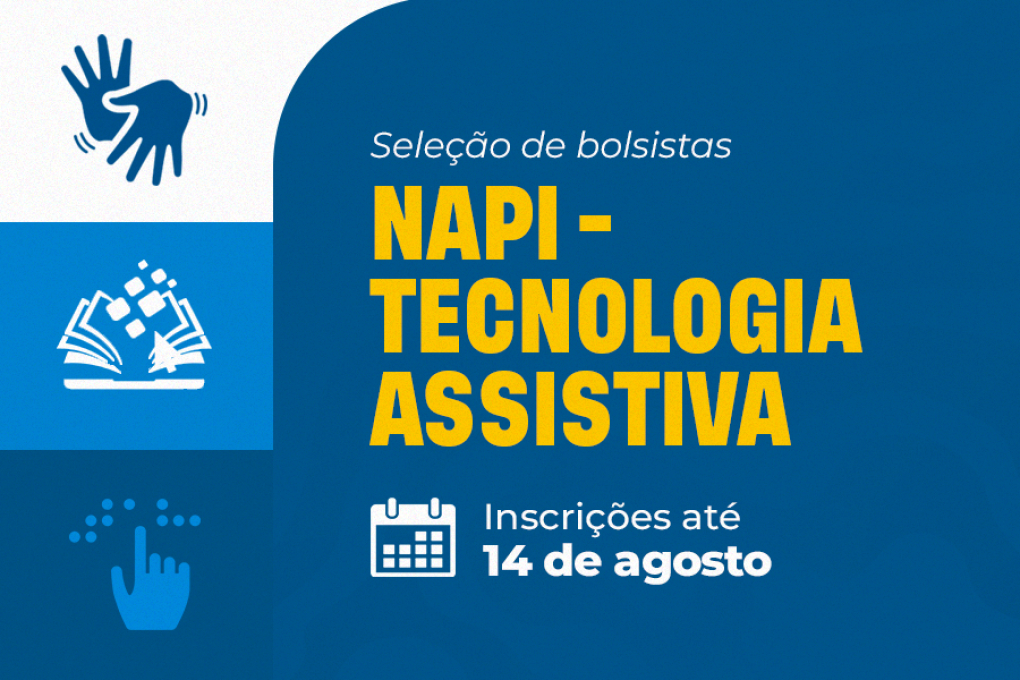 Seleção de bolsistas
NAPI -
TECNOLOGIA
ASSISTIVA
Inscrições até
14 de agosto